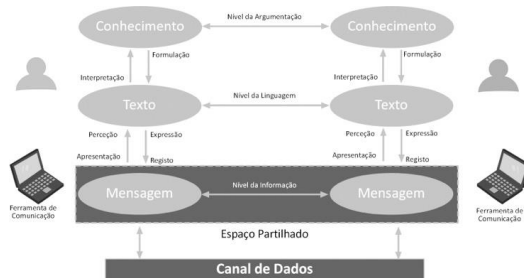 Conhecimento
Nível da Argumentação
Conhecimento
Interpretação
Formulação
Interpretação
Formulação
Texto
Nível da Linguagem
Texto
Perceção
Expressão
Perceção
Expressão
Apresentação
Registo
Apresentação
Registo
Mensagem
Nível da Informação
Mensagem
Ferramenta de
Comunicação
Ferramenta de
Comunicação
Espaço Partilhado
Canal de Dados